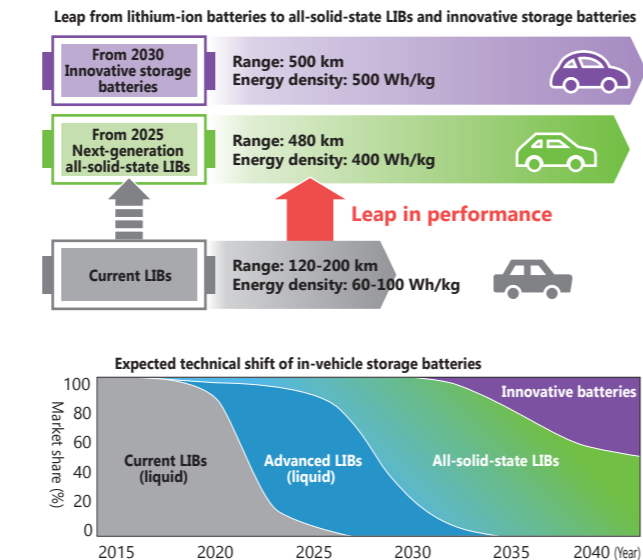 Leap from lithium-ion batteries to all-solid-state LIBs and innovative storage batteries
From 2030
Innovative storage
batteries
Range: 500 km
Energy density: 500 Wh/kg
From 2025
Next-generation
all-solid-state LIBs
Range: 480 km
Energy density: 400 Wh/kg
Leap in performance
Current LIBs
Range: 120-200 km
Energy density: 60-100 Wh/kg
Expected technical shift of in-vehicle storage batteries
Market share (%)
100
80
60
40
20
0
Innovative batteries
Current LIBs
(liquid)
Advanced LIBs
(liquid)
All-solid-state LIBs
2015
2020
2025
2030
2035
2040 (Year)